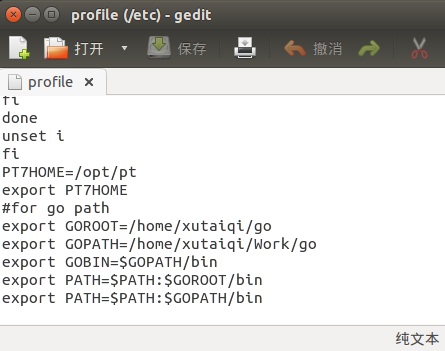 profile (/etc) - gedit
打开 保存 撤消
profile
fi
done
unset i
fi
PT7HOME=/opt/pt
export PT7HOME
#for go path
export GOROOT=/home/xutaiqi/go
export GOPATH=/home/xutaiqi/Work/go
export GOBIN=$GOPATH/bin
export PATH=$PATH:$GOROOT/bin
export PATH=$PATH:$GOPATH/bin
纯文本